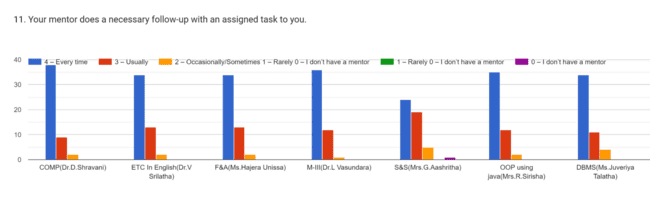 11. Your mentor does a necessary follow-up with an assigned task to you.
4 – Every time
3 – Usually
2 – Occasionally/Sometimes 1 – Rarely 0 – I don't have a mentor
1 – Rarely 0 – I don't have a mentor
0 – I don't have a mentor
40
30
20
10
0
COMP(Dr.D.Shravani)
ETC In English(Dr.V
Srilatha)
F&A(Ms.Hajera Unissa)
M-III(Dr.L Vasundara)
S&S(Mrs.G.Aashritha)
OOP using
java(Mrs.R.Sirisha)
DBMS(Ms.Juveriya
Talatha)